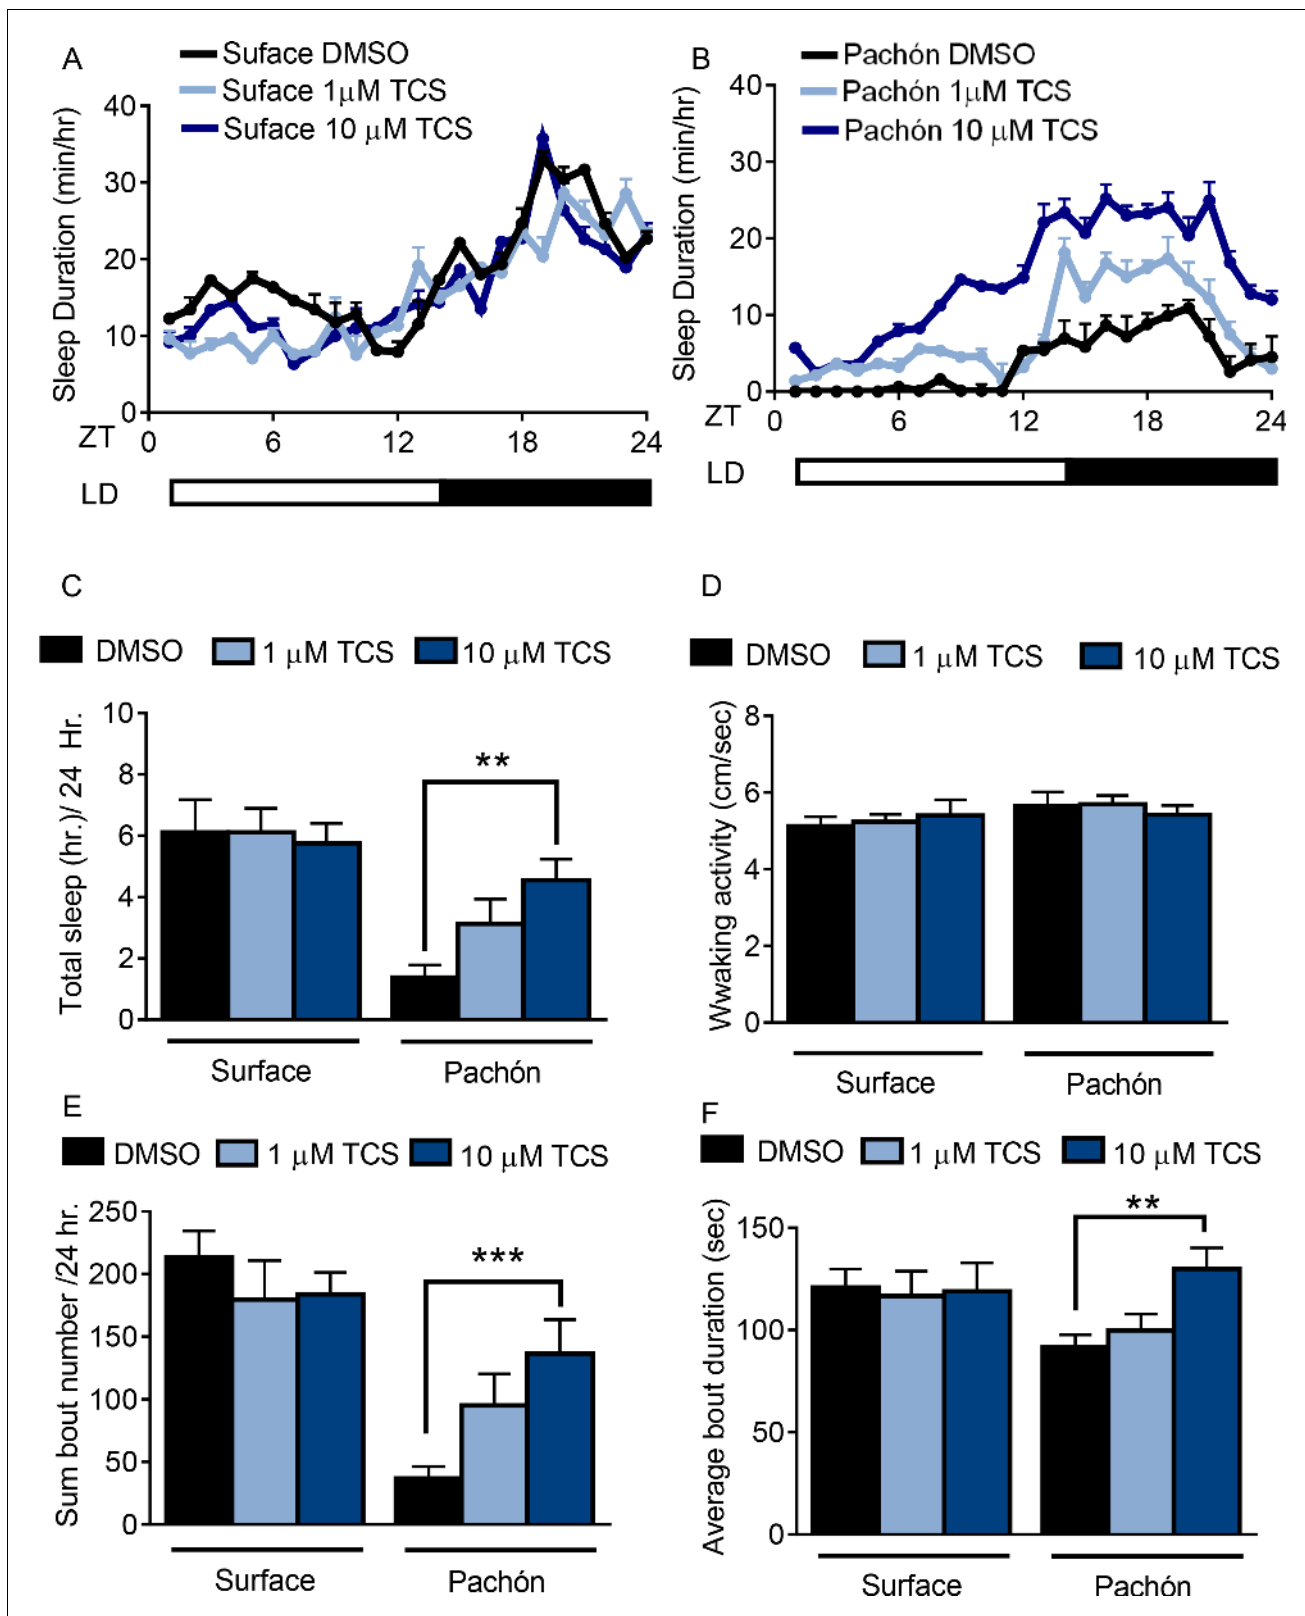 A
Suface DMSO
Suface 1μM TCS
Suface 10 μM TCS
Sleep Duration (min/hr)
40
30
20
10
0
ZT
0 6 12 18 24
LD
B
Pachón DMSO
Pachón 1μM TCS
Pachón 10 μM TCS
Sleep Duration (min/hr)
40
30
20
10
0
ZT
0 6 12 18 24
LD
C
DMSO 1 μM TCS 10 μM TCS
Total sleep (hr.)/ 24 Hr.
10
8
6
4
2
0
**
Surface Pachón
D
DMSO 1 μM TCS 10 μM TCS
Wwaking activity (cm/sec)
8
6
4
2
0
Surface Pachón
E
DMSO 1 μM TCS 10 μM TCS
Sum bout number /24 hr.
250
200
150
100
50
0
***
Surface Pachón
F
DMSO 1 μM TCS 10 μM TCS
Average bout duration (sec)
150
100
50
0
**
Surface Pachón